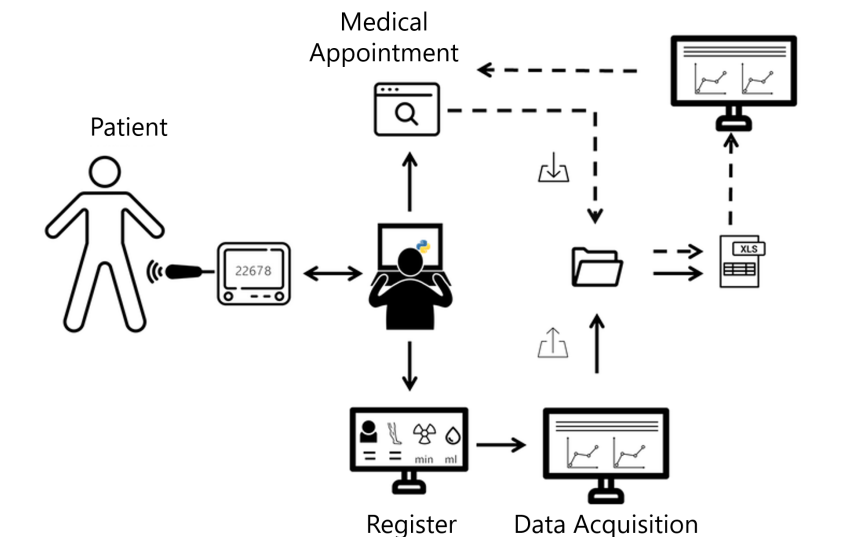 Medical
Appointment
Patient
22678
XLS
min ml
Register
Data Acquisition